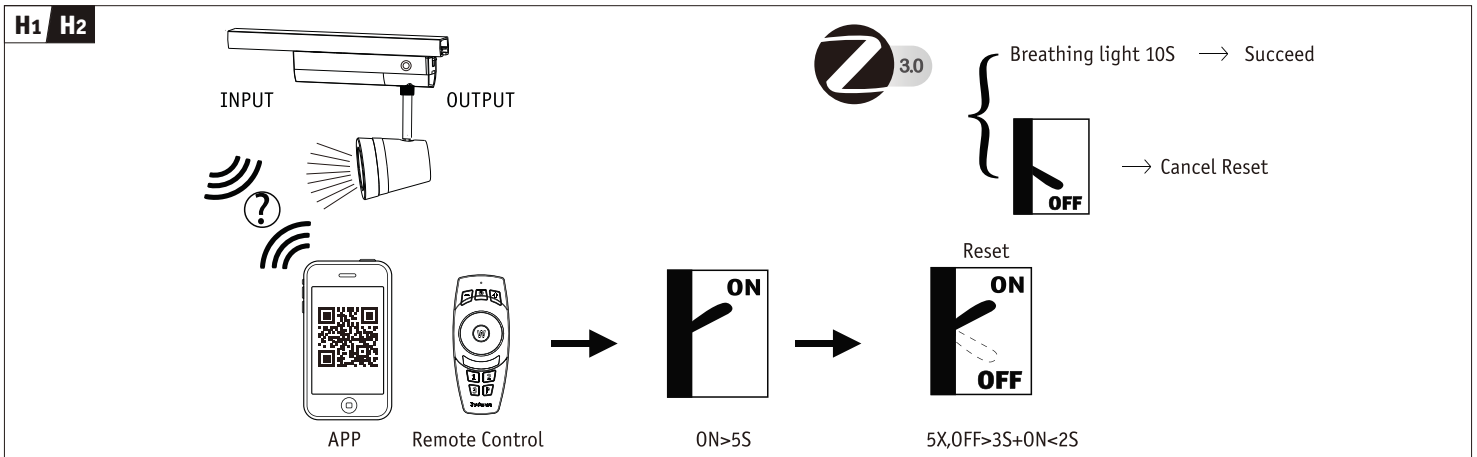 H1 H2
INPUT
OUTPUT
?
3.0
Breathing light 10S → Succeed
OFF
→ Cancel Reset
APP
W
Remote Control
ON
ON>5S
Reset
ON
OFF
5X,OFF>3S+ON<2S